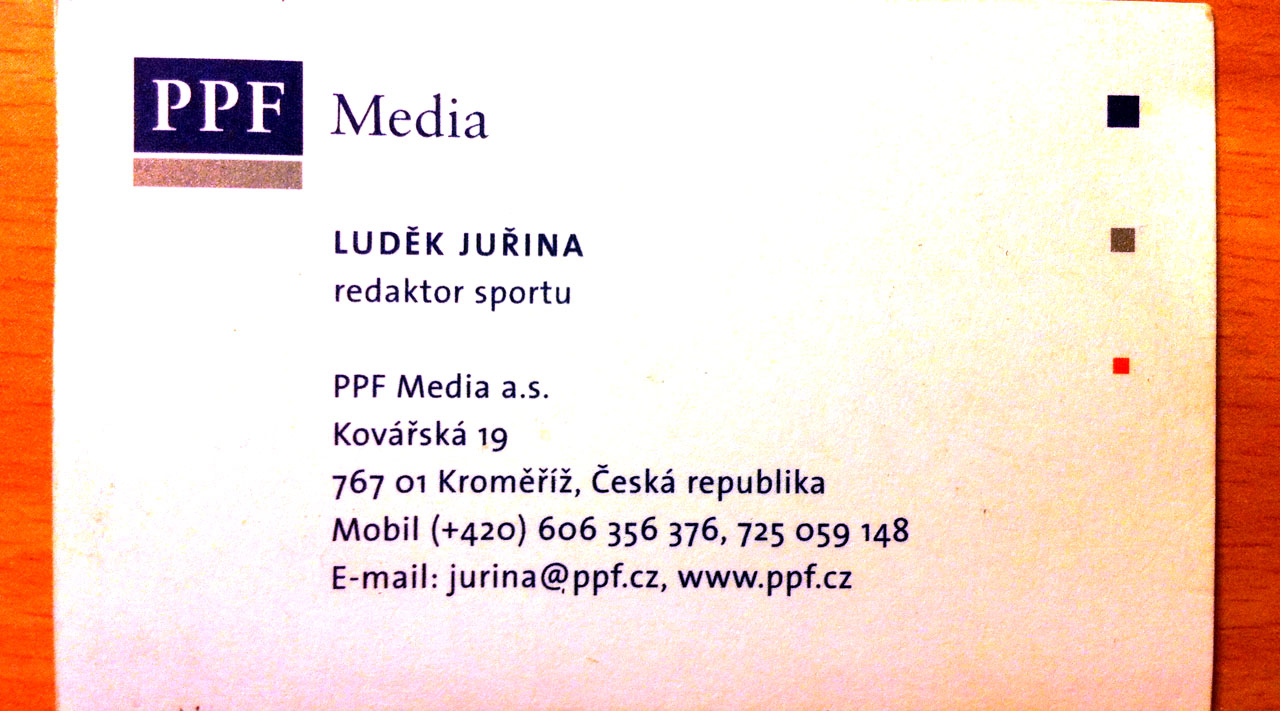 PPF Media
LUDĚK JUŘINA
redaktor sportu
PPF Media a.s.
Kovářská 19
767 01 Kroměříž, Česká republika
Mobil (+420) 606 356 376, 725 059 148
E-mail: jurina@ppf.cz, www.ppf.cz